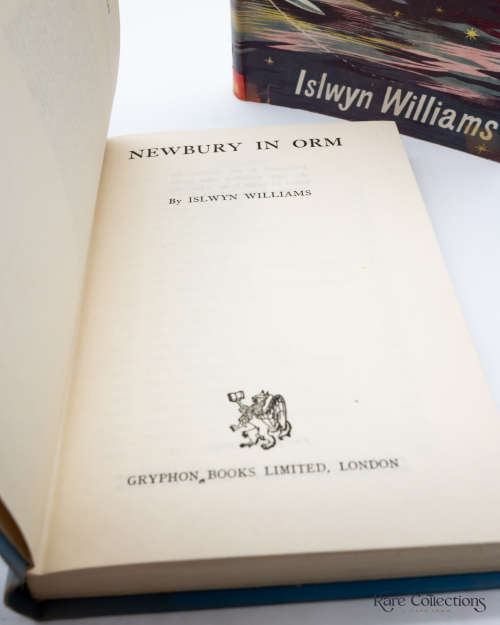 Islwyn Williams
NEWBURY IN ORM
By ISLWYN WILLIAMS
GRYPHON BOOKS LIMITED, LONDON
Rare Collections